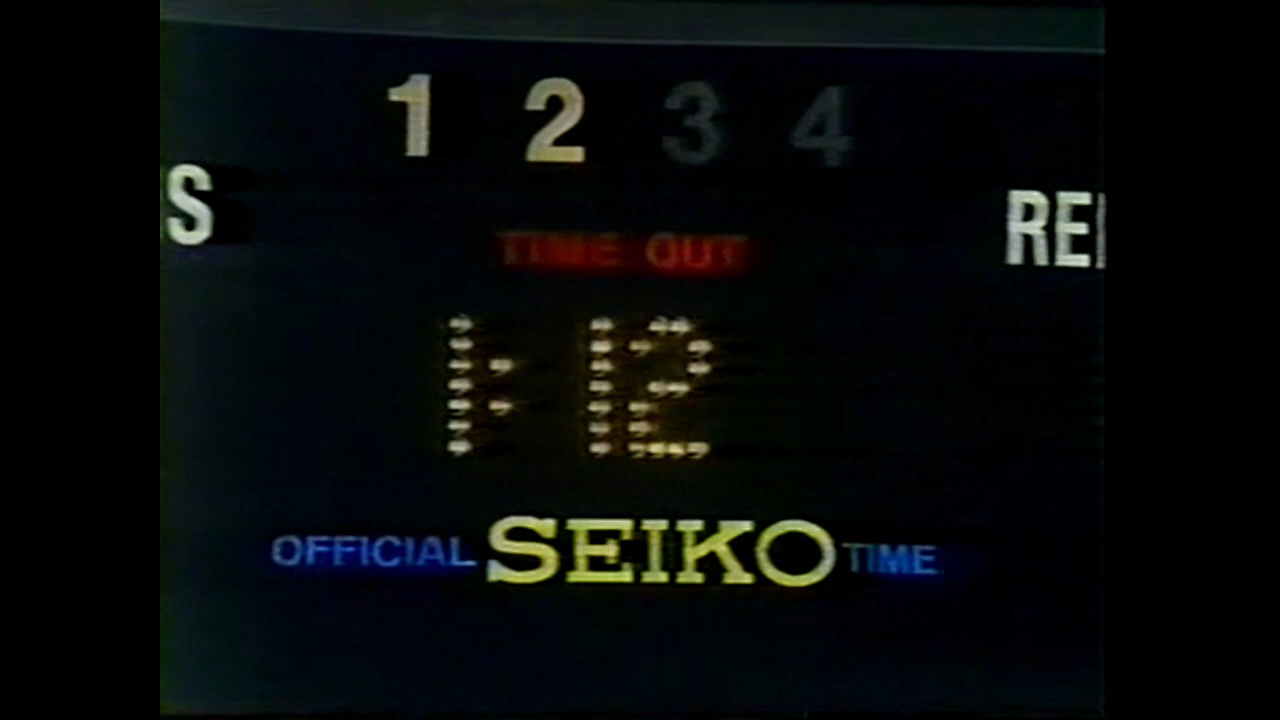 1 2 3 4
S RE
TIME OUT
1:12
OFFICIAL SEIKO TIME